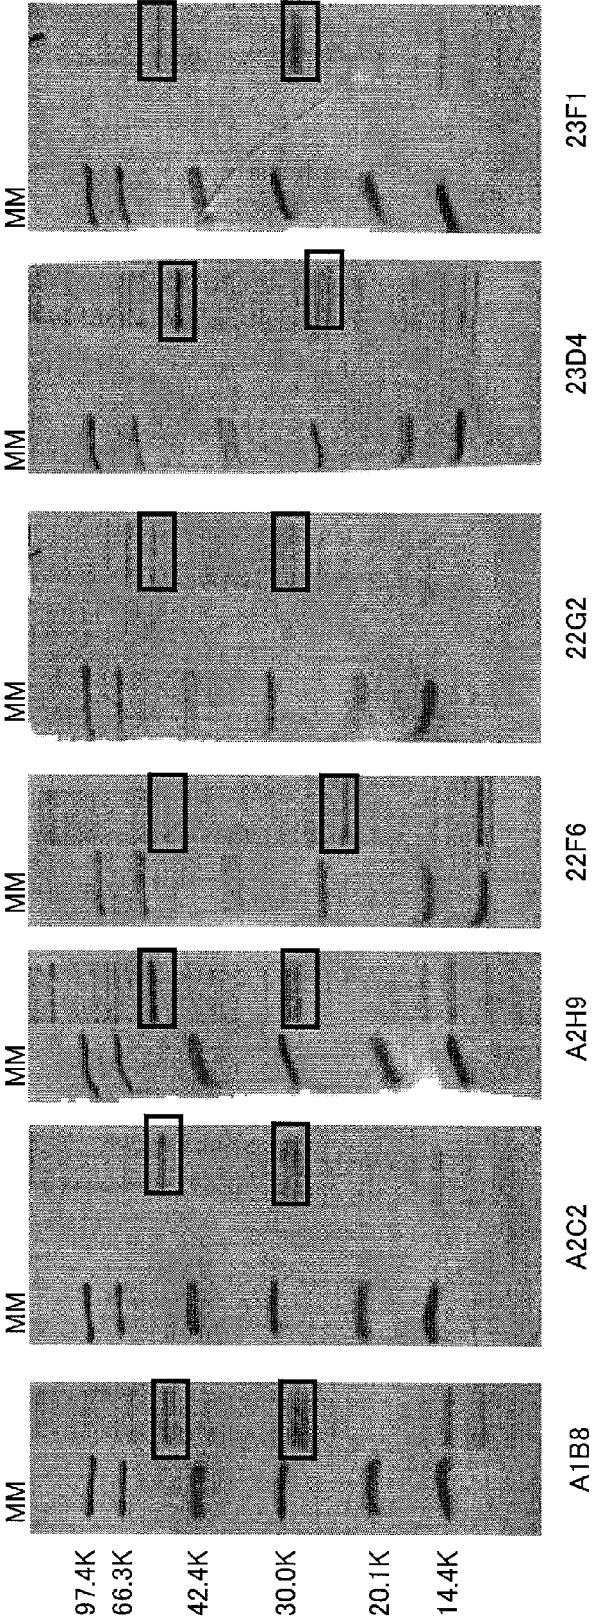 MM MM MM MM MM MM MM
97.4K
66.3K
42.4K
30.0K
20.1K
14.4K
A1B8 A2C2 A2H9 22F6 22G2 23D4 23F1